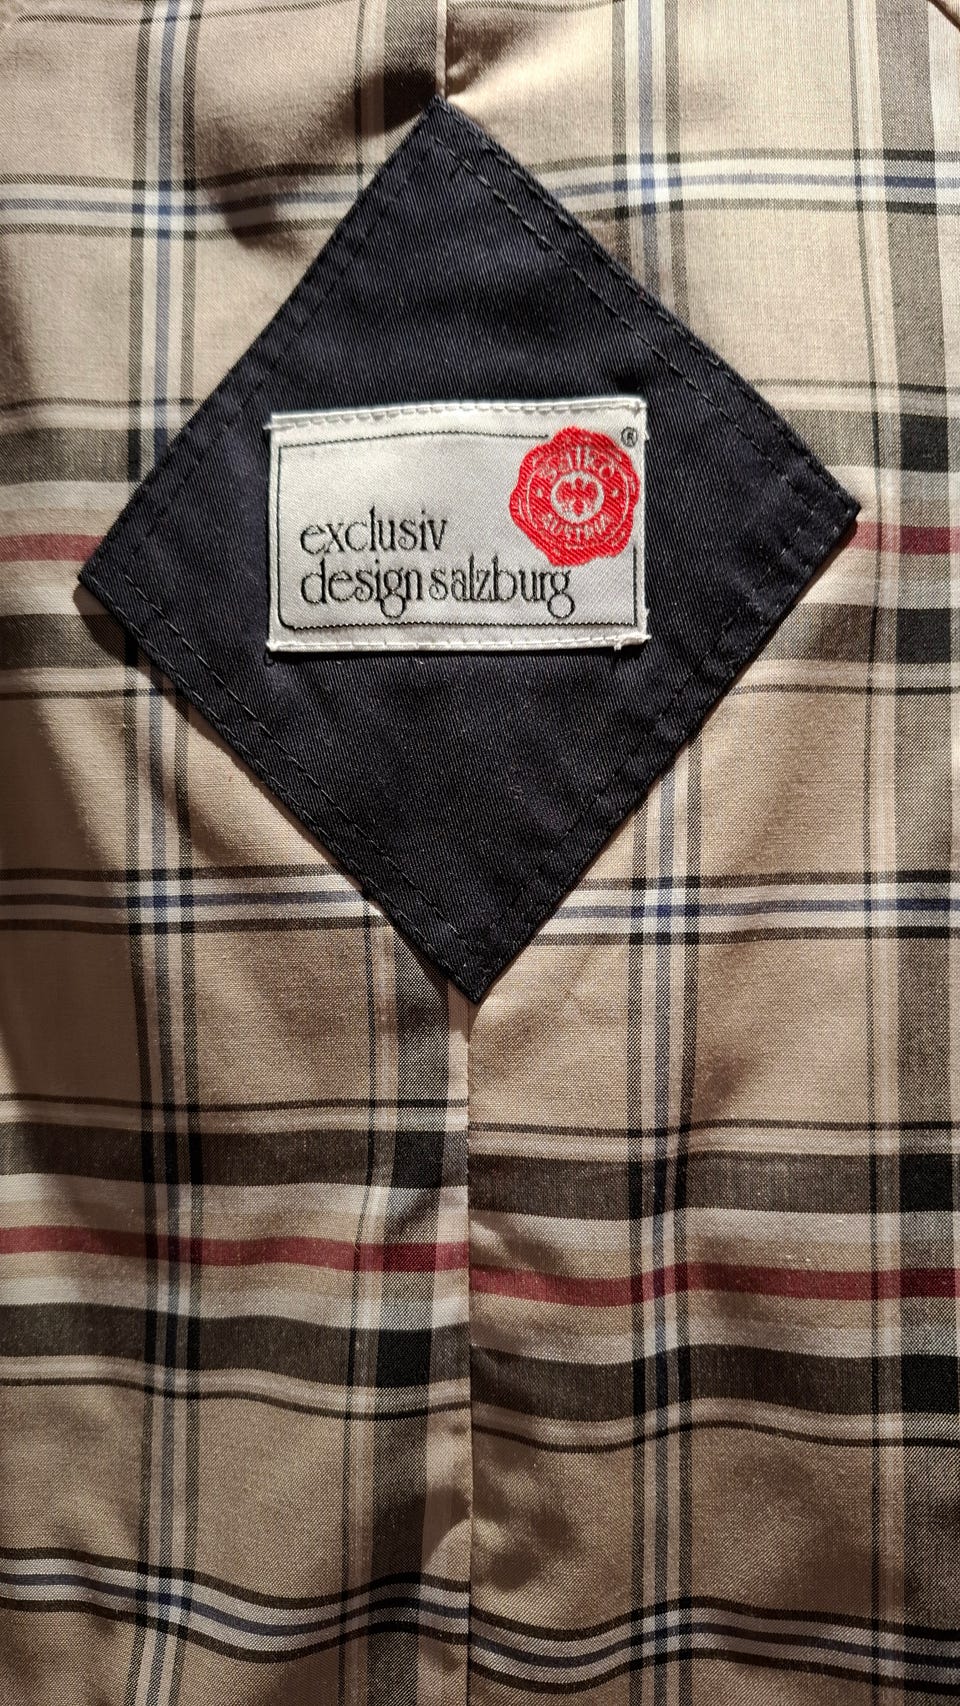 Salko
®
AUSTRIA
exclusiv
design salzburg